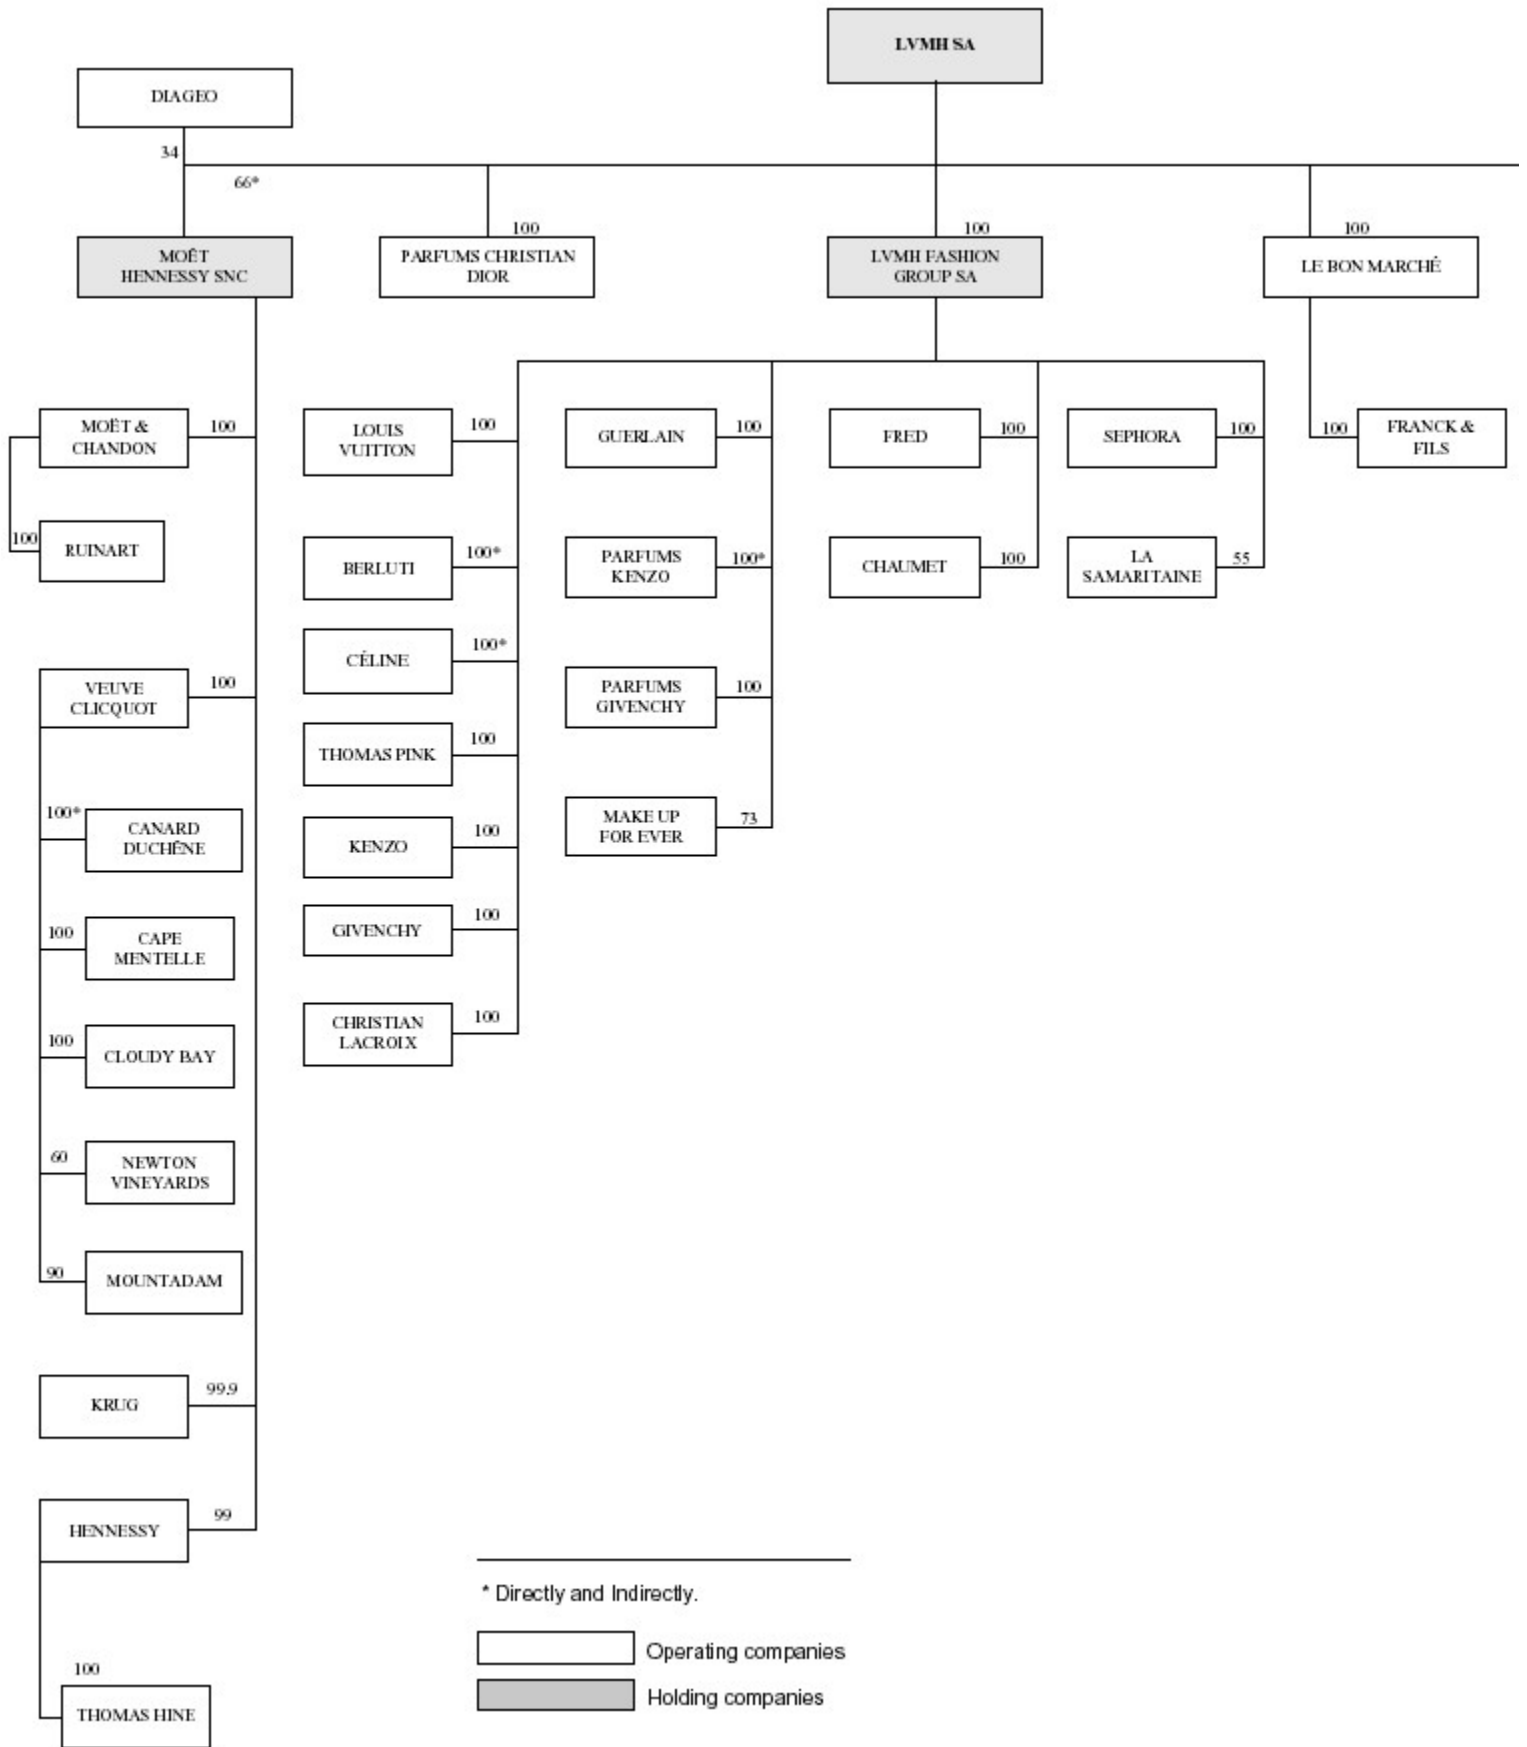 LVMH SA
DIAGEO
34
66*
100
100
100
MOËT
HENNESSY SNC
PARFUMS CHRISTIAN
DIOR
LVMH FASHION
GROUP SA
LE BON MARCHÉ
MOËT &
CHANDON
100
LOUIS
VUITTON
100
GUERLAIN
100
FRED
100
SEPHORA
100
100
FRANCK &
FILS
100
RUINART
BERLUTI
100*
PARFUMS
KENZO
100*
CHAUMET
100
LA
SAMARITAINE
55
CÉLINE
100*
VEUVE
CLICQUOT
100
PARFUMS
GIVENCHY
100
THOMAS PINK
100
100*
CANARD
DUCHÊNE
KENZO
100
MAKE UP
FOR EVER
73
100
CAPE
MENTELLE
GIVENCHY
100
CHRISTIAN
LACROIX
100
100
CLOUDY BAY
60
NEWTON
VINEYARDS
90
MOUNTADAM
KRUG
99.9
HENNESSY
99
100
THOMAS HINE
* Directly and Indirectly.
Operating companies
Holding companies